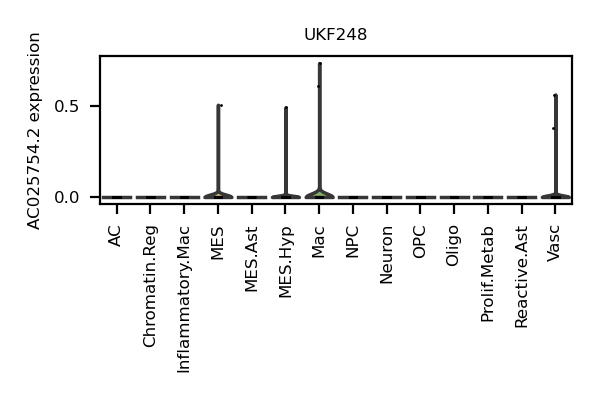 UKF248
AC025754.2 expression
0.5
0.0
AC
Chromatin.Reg
Inflammatory.Mac
MES
MES.Ast
MES.Hyp
Mac
NPC
Neuron
OPC
Oligo
Prolif.Metab
Reactive.Ast
Vasc